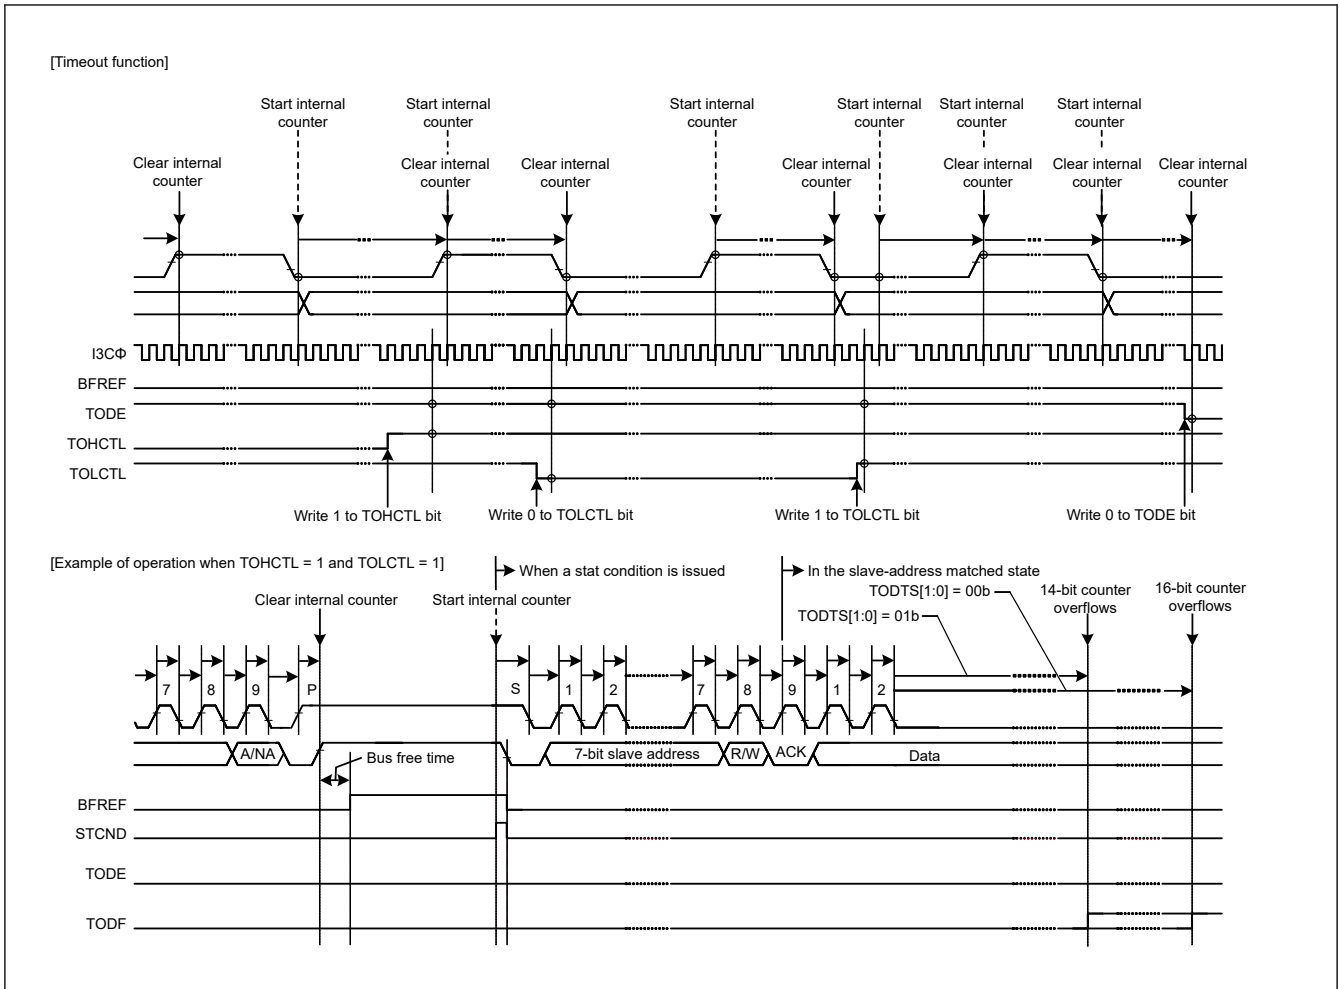 [Timeout function]
Start internal counter
Start internal counter
Start internal counter
Start internal counter
Start internal counter
Start internal counter
Clear internal counter
Clear internal counter
Clear internal counter
Clear internal counter
Clear internal counter
Clear internal counter
Clear internal counter
I3CΦ
BFREF
TODE
TOHCTL
TOLCTL
Write 1 to TOHCTL bit
Write 0 to TOLCTL bit
Write 1 to TOLCTL bit
Write 0 to TODE bit
[Example of operation when TOHCTL = 1 and TOLCTL = 1]
When a stat condition is issued
In the slave-address matched state
Clear internal counter
Start internal counter
TODTS[1:0] = 00b
TODTS[1:0] = 01b
14-bit counter overflows
16-bit counter overflows
7 8 9 P S 1 2 7 8 9 1 2
A/NA
Bus free time
7-bit slave address
R/W
ACK
Data
BFREF
STCND
TODE
TODF